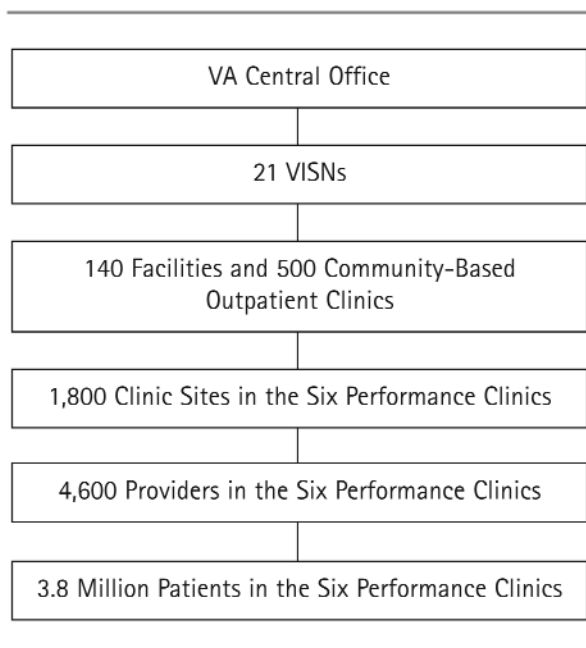 VA Central Office
21 VISNs
140 Facilities and 500 Community-Based
Outpatient Clinics
1,800 Clinic Sites in the Six Performance Clinics
4,600 Providers in the Six Performance Clinics
3.8 Million Patients in the Six Performance Clinics